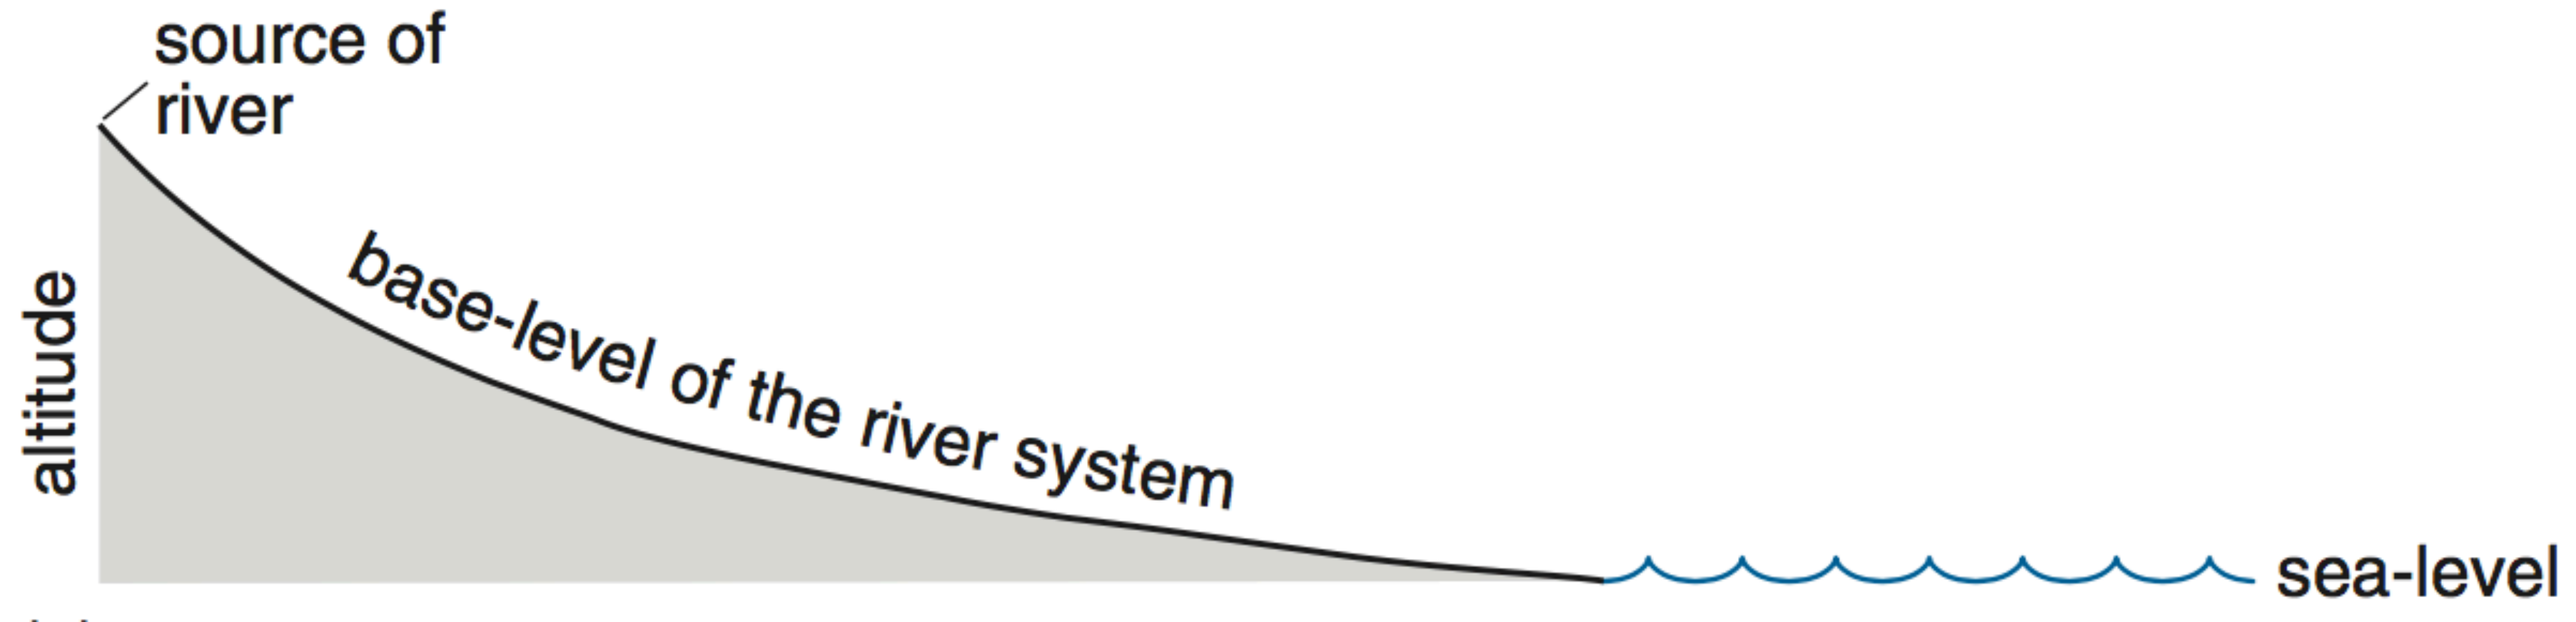 source of
river
altitude
base-level of the river system
sea-level